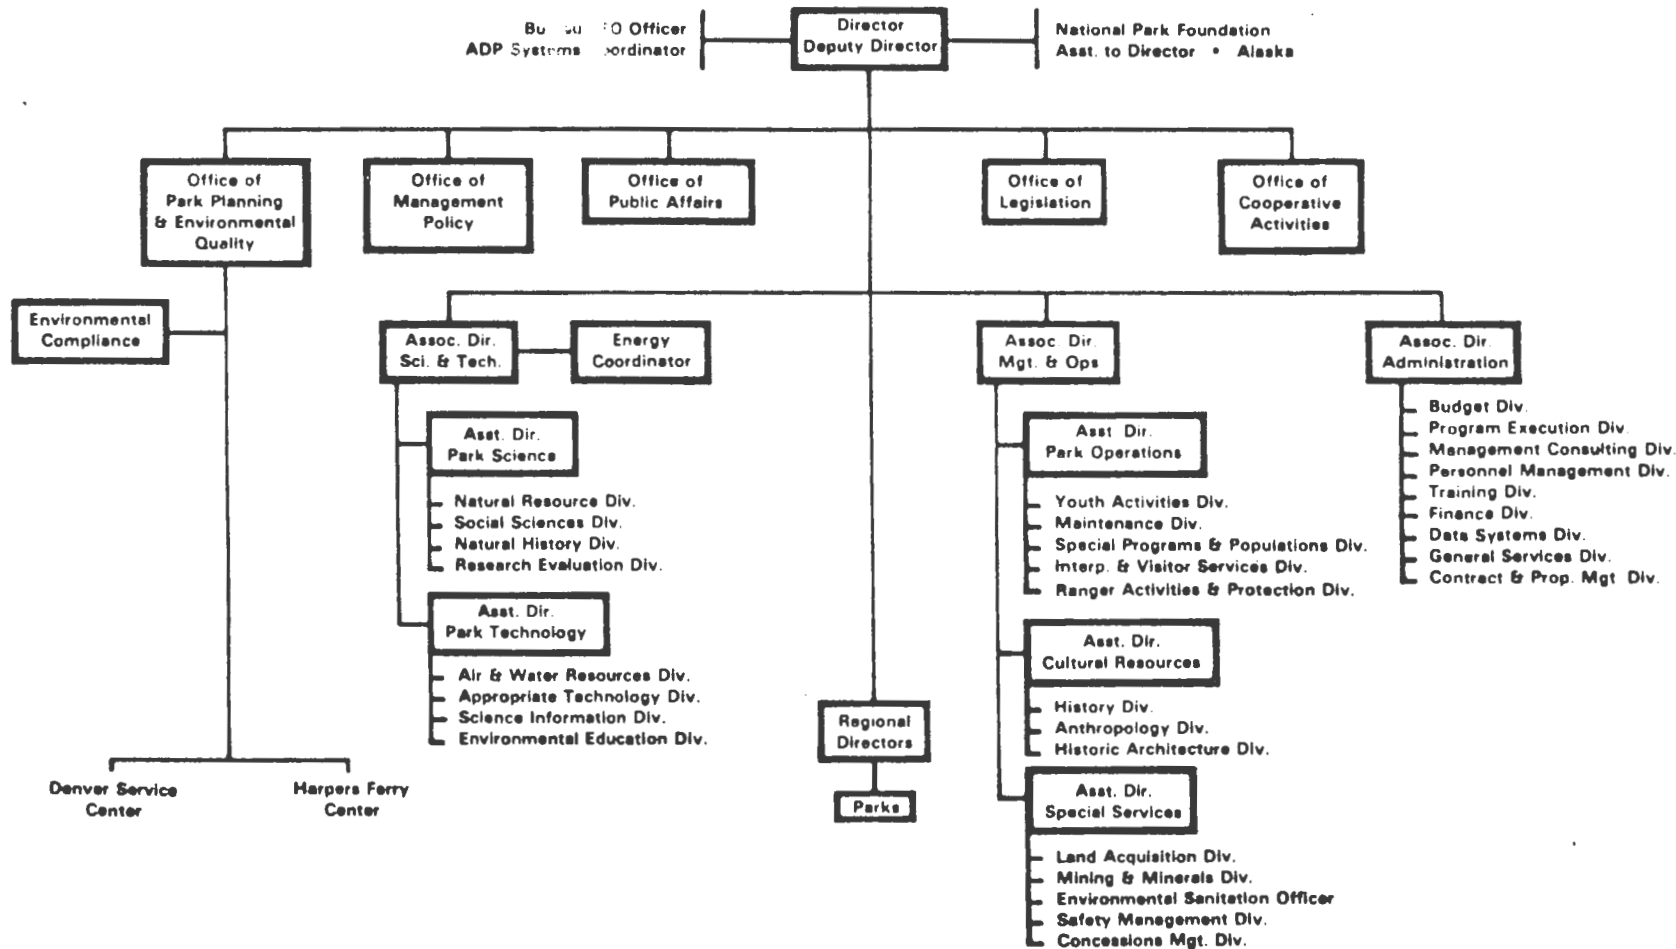 Officer
ADP Systems
Director
Deputy Director
National Park Foundation
Asst. to Director • Alaska
Office of
Park Planning
& Environmental
Quality
Office of
Management
Policy
Office of
Public Affairs
Office of
Legislation
Office of
Cooperative
Activities
Environmental
Compliance
Assoc. Dir.
Sci. & Tech.
Energy
Coordinator
Assoc. Dir.
Mgt. & Ops
Assoc. Dir.
Administration
Asst. Dir.
Park Science
Natural Resource Div.
Social Sciences Div.
Natural History Div.
Research Evaluation Div.
Asst. Dir.
Park Technology
Air & Water Resources Div.
Appropriate Technology Div.
Science Information Div.
Environmental Education Div.
Asst Dir.
Park Operations
Youth Activities Div.
Maintenance Div.
Special Programs & Populations Div.
Interp. & Visitor Services Div.
Ranger Activities & Protection Div.
Asst. Dir.
Cultural Resources
History Div.
Anthropology Div.
Historic Architecture Div.
Asst. Dir.
Special Services
Land Acquisition Div.
Mining & Minerals Div.
Environmental Sanitation Officer
Safety Management Div.
Concessions Mgt. Div.
Budget Div.
Program Execution Div.
Management Consulting Div.
Personnel Management Div.
Training Div.
Finance Div.
Data Systems Div.
General Services Div.
Contract & Prop. Mgt Div.
Regional
Directors
Parks
Denver Service
Center
Harpers Ferry
Center